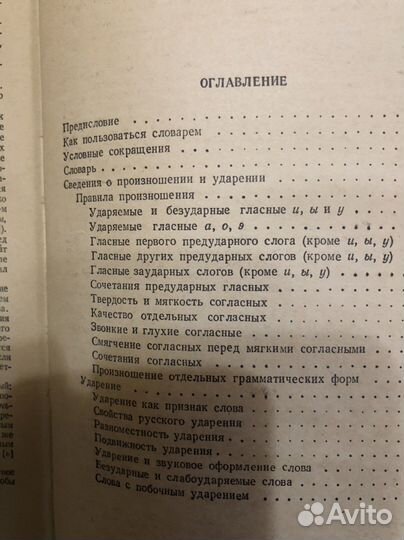 ОГЛАВЛЕНИЕ
Предисловие
Как пользоваться словарем
Условные сокращения
Словарь
Сведения о произношении и ударении
Правила произношения
Ударяемые и безударные гласные и, ы и у
Ударяемые гласные а, о, э
Гласные первого предударного слога (кроме и, ы, у)
Гласные других предударных слогов (кроме и, ы, у)
Гласные заударных слогов (кроме и, ы, у)
Сочетания предударных гласных
Твердость и мягкость согласных
Качество отдельных согласных
Звонкие и глухие согласные
Смягчение согласных перед мягкими согласными
Сочетания согласных
Произношение отдельных грамматических форм
Ударение
Ударение как признак слова
Свойства русского ударения
Разноместность ударения
Подвижность ударения
Ударение и звуковое оформление слова
Безударные и слабоударяемые слова
Слова с побочным ударением
Avito